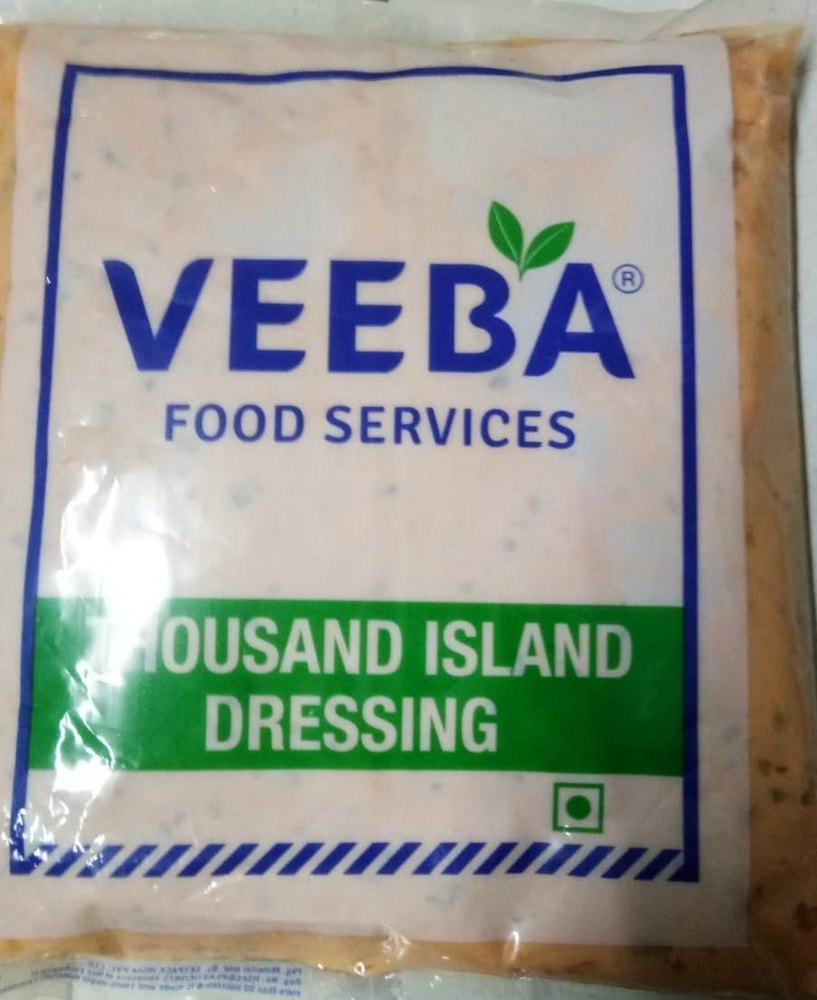 VEEBA®
FOOD SERVICES
THOUSAND ISLAND
DRESSING